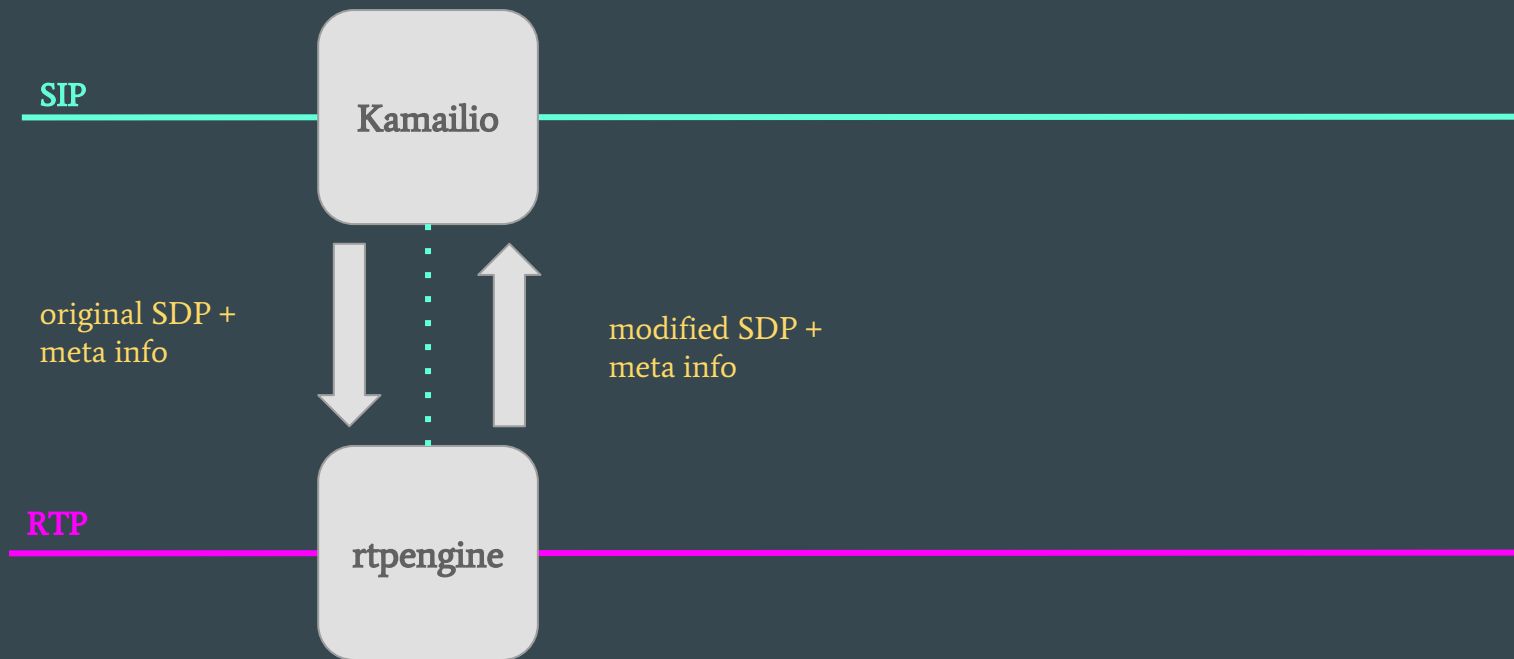 SIP
Kamailio
original SDP +
meta info
modified SDP +
meta info
RTP
rtpengine